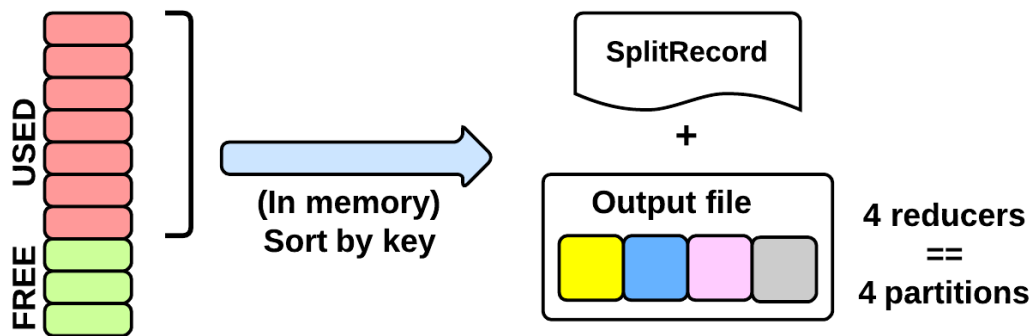 USED
FREE
(In memory)
Sort by key
SplitRecord
+
Output file
4 reducers
==
4 partitions